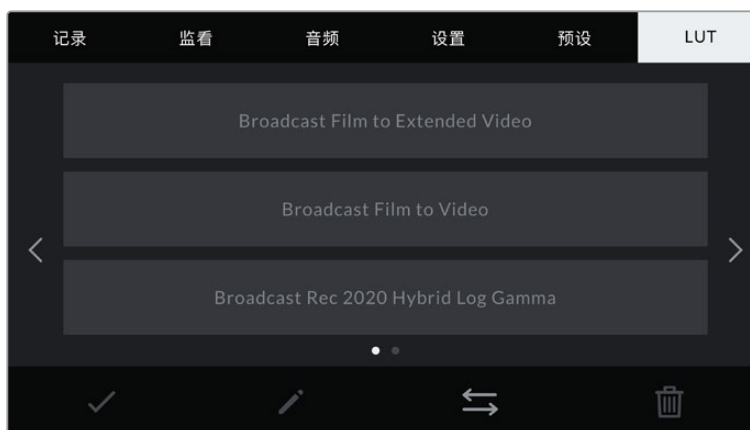 记录 监看 音频 设置 预设 LUT
Broadcast Film to Extended Video
Broadcast Film to Video
Broadcast Rec 2020 Hybrid Log Gamma